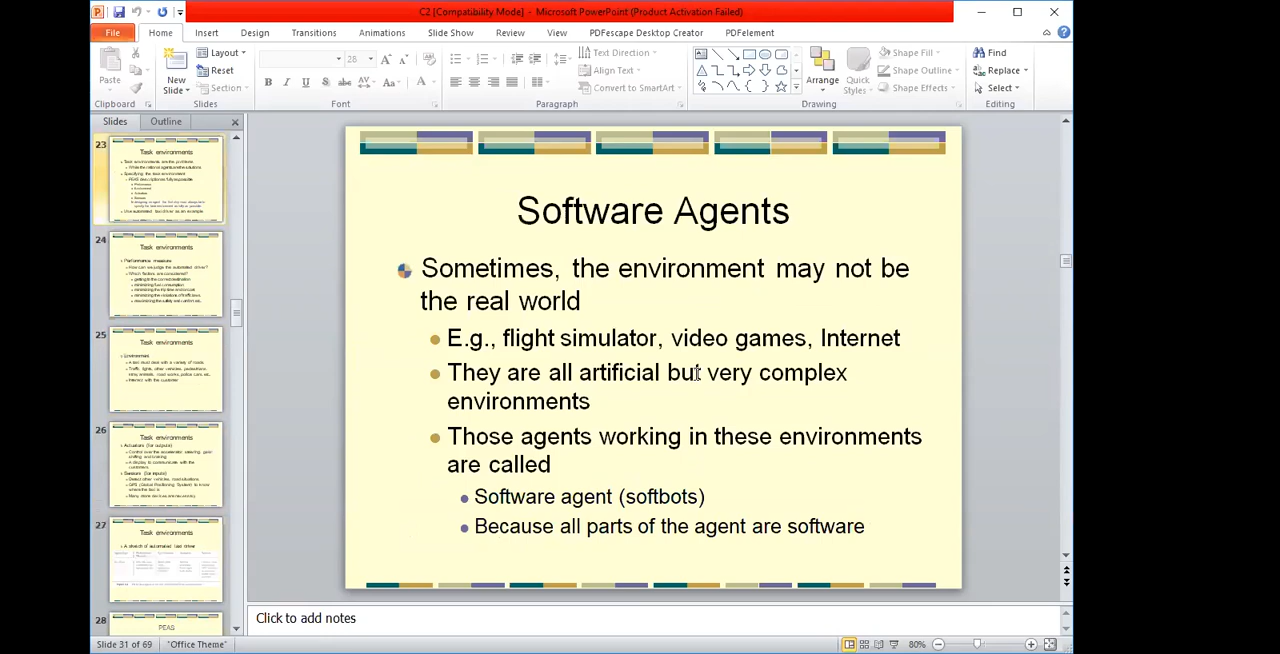 C2 [Compatibility Mode] - Microsoft PowerPoint (Product Activation Failed)
File Home Insert Design Transitions Animations Slide Show Review View PDFescape Desktop Creator PDFelement
Paste
New
Slide
Layout
Reset
Section
28
Text Direction
Align Text
Convert to SmartArt
Arrange
Quick
Styles
Shape Fill
Shape Outline
Shape Effects
Find
Replace
Select
Clipboard Slides Font Paragraph Drawing Editing
Slides Outline
23
Task environments
24
Task environments
Performance measure
25
Task environments
26
Task environments
27
Task environments
28
PEAS
Software Agents
Sometimes, the environment may not be
the real world
E.g., flight simulator, video games, Internet
They are all artificial but very complex
environments
Those agents working in these environments
are called
Software agent (softbots)
Because all parts of the agent are software
Click to add notes
Slide 31 of 69 "Office Theme" 80%